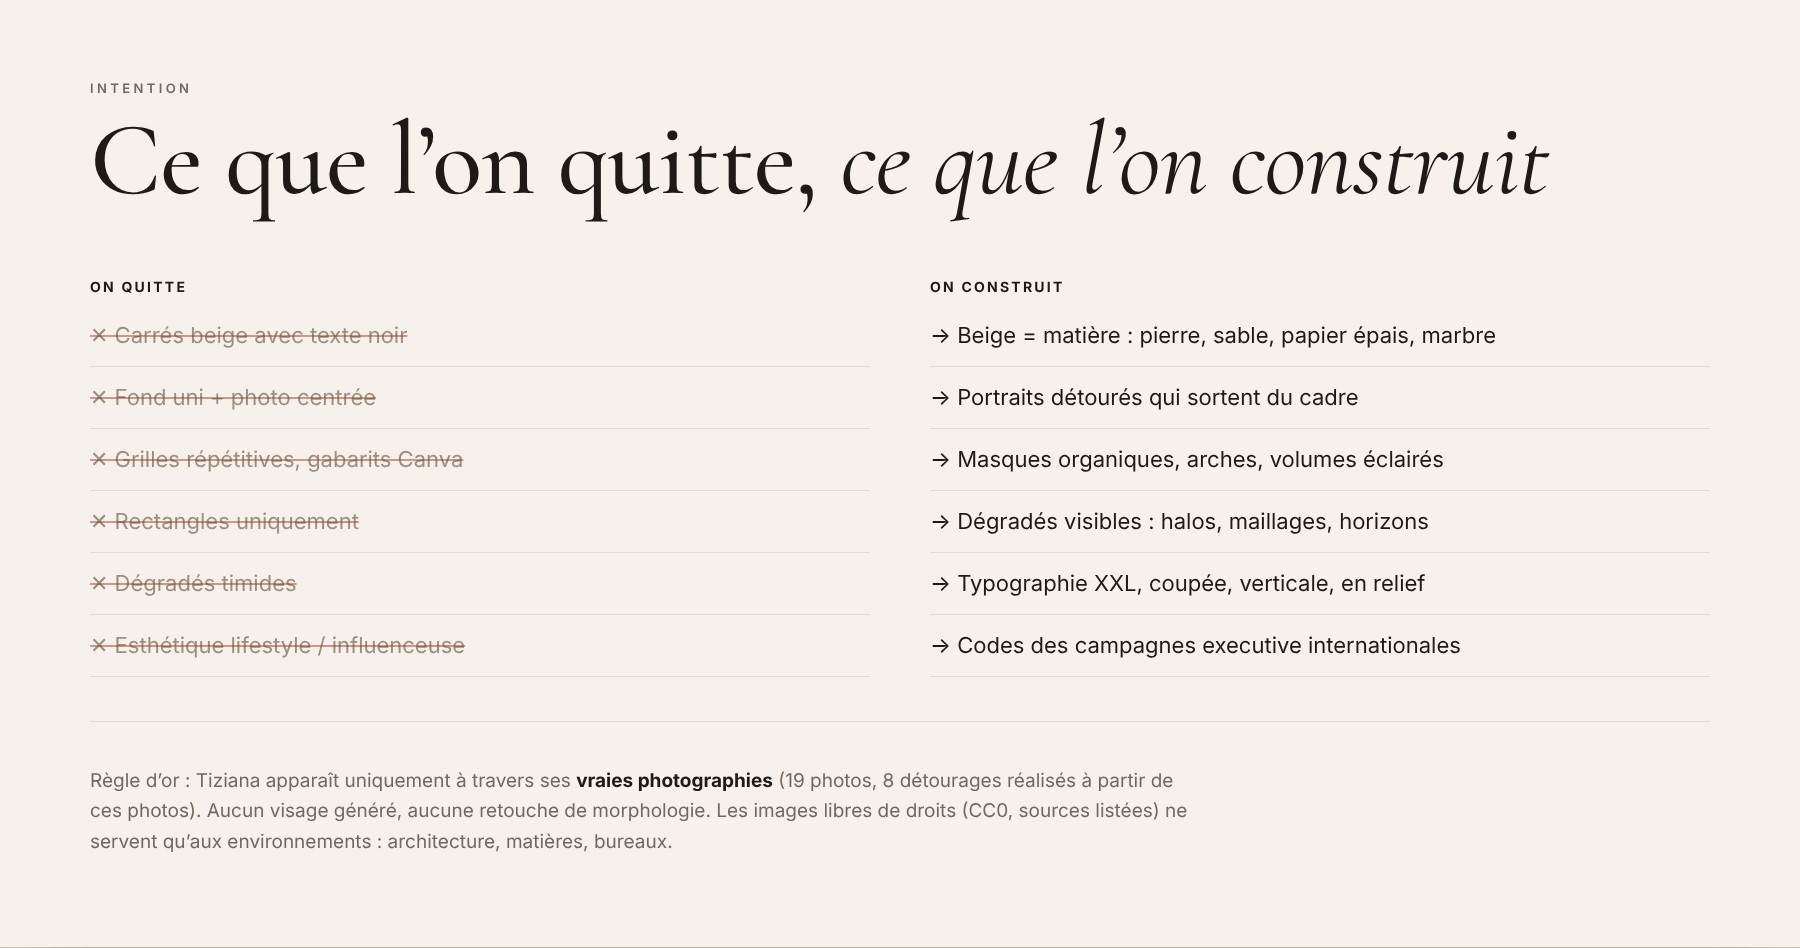 INTENTION
Ce que l’on quitte, ce que l’on construit
ON QUITTE
✕ Carrés beige avec texte noir
✕ Fond uni + photo centrée
✕ Grilles répétitives, gabarits Canva
✕ Rectangles uniquement
✕ Dégradés timides
✕ Esthétique lifestyle / influenceuse
ON CONSTRUIT
→ Beige = matière : pierre, sable, papier épais, marbre
→ Portraits détourés qui sortent du cadre
→ Masques organiques, arches, volumes éclairés
→ Dégradés visibles : halos, maillages, horizons
→ Typographie XXL, coupée, verticale, en relief
→ Codes des campagnes executive internationales
Règle d’or : Tiziana apparaît uniquement à travers ses vraies photographies (19 photos, 8 détourages réalisés à partir de
ces photos). Aucun visage généré, aucune retouche de morphologie. Les images libres de droits (CC0, sources listées) ne
servent qu’aux environnements : architecture, matières, bureaux.